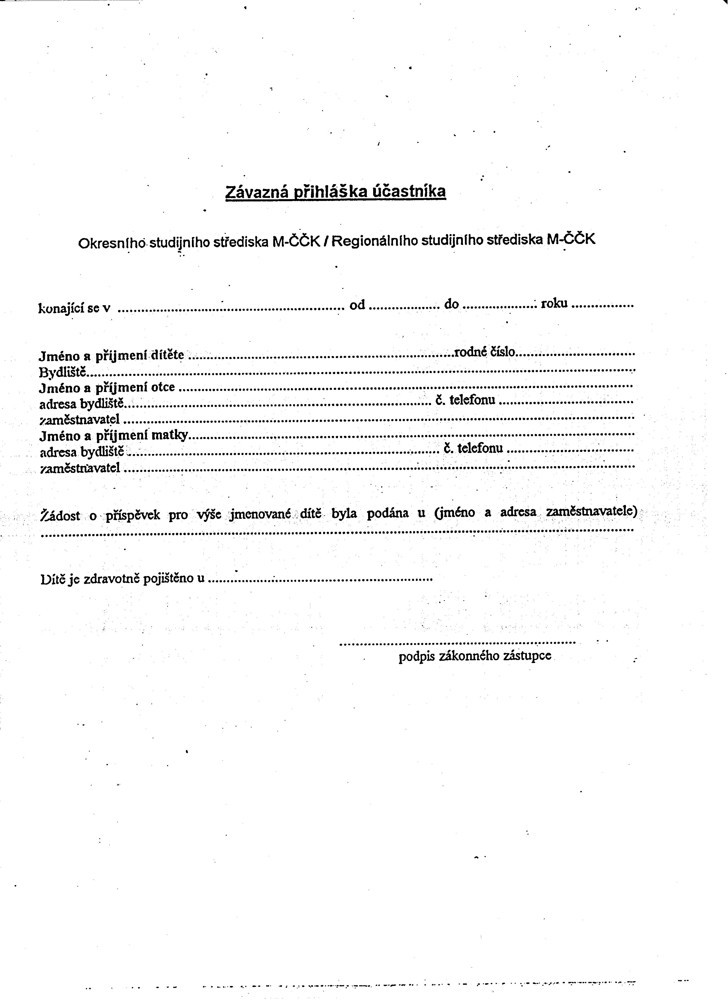 Závazná přihláška účastníka
Okresního studijního střediska M-ČČK / Regionálního studijního střediska M-ČČK
konající se v ........................................................... od .................. do ................... roku ................
Jméno a příjmení dítěte ....................................................................rodné číslo...............................
Bydliště............................................................................................................................................
Jméno a příjmení otce .....................................................................................................................
adresa bydliště............................................................................... č. telefonu ...................................
zaměstnavatel ..................................................................................................................................
Jméno a příjmení matky...................................................................................................................
adresa bydliště ................................................................................ č. telefonu .................................
zaměstnavatel ..................................................................................................................................
Žádost o příspěvek pro výše jmenované dítě byla podána u (jméno a adresa zaměstnavatele)
.........................................................................................................................................................
Dítě je zdravotně pojištěno u ..........................................................
.............................................................
podpis zákonného zástupce